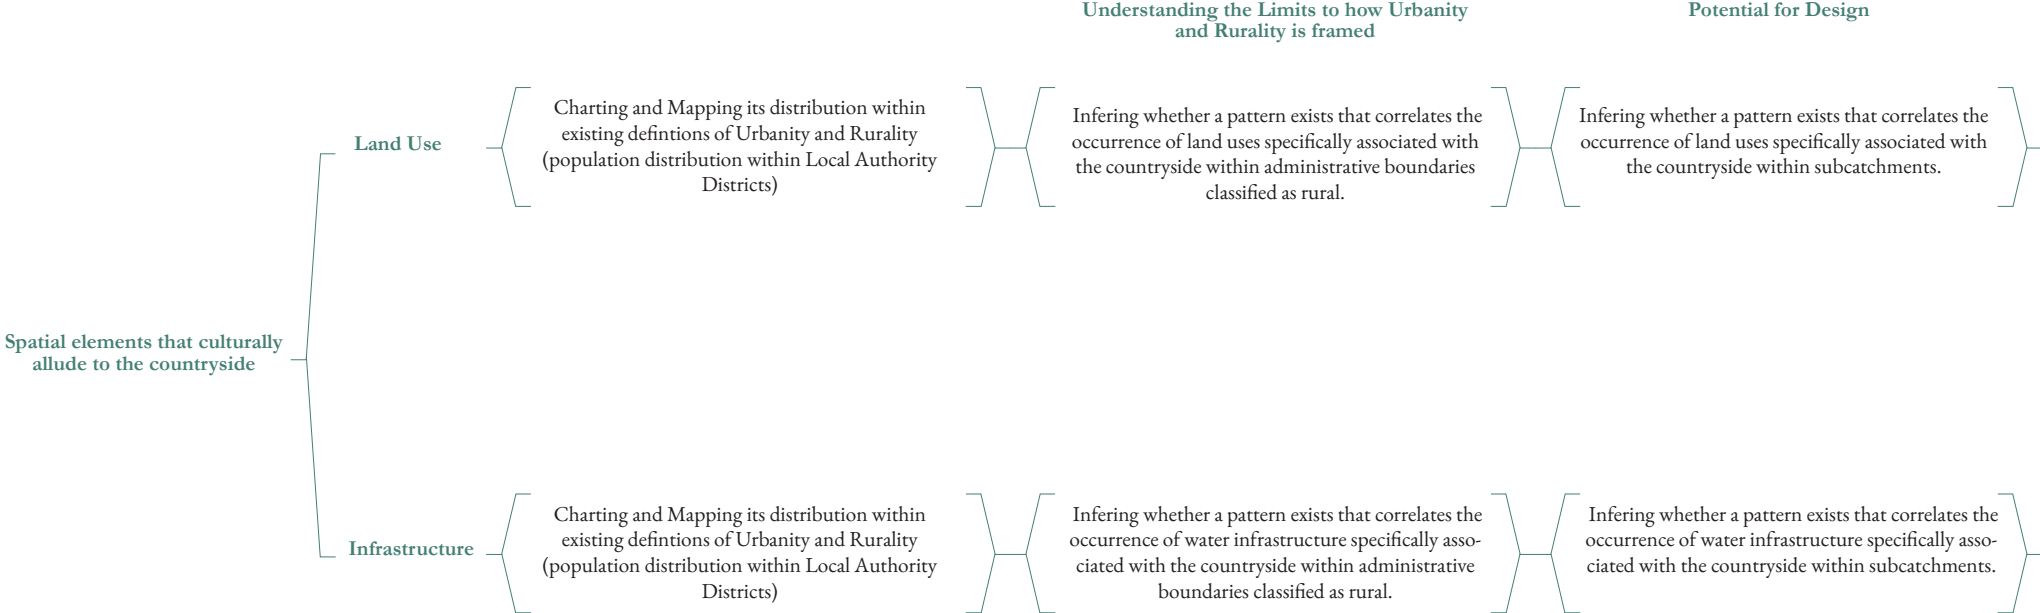 Understanding the Limits to how Urbanity
and Rurality is framed
Potential for Design
Land Use
Charting and Mapping its distribution within
existing defintions of Urbanity and Rurality
(population distribution within Local Authority
Districts)
Infering whether a pattern exists that correlates the
occurrence of land uses specifically associated with
the countryside within administrative boundaries
classified as rural.
Infering whether a pattern exists that correlates the
occurrence of land uses specifically associated with
the countryside within subcatchments.
Spatial elements that culturally
allude to the countryside
Infrastructure
Charting and Mapping its distribution within
existing defintions of Urbanity and Rurality
(population distribution within Local Authority
Districts)
Infering whether a pattern exists that correlates the
occurrence of water infrastructure specifically asso-
ciated with the countryside within administrative
boundaries classified as rural.
Infering whether a pattern exists that correlates the
occurrence of water infrastructure specifically asso-
ciated with the countryside within subcatchments.